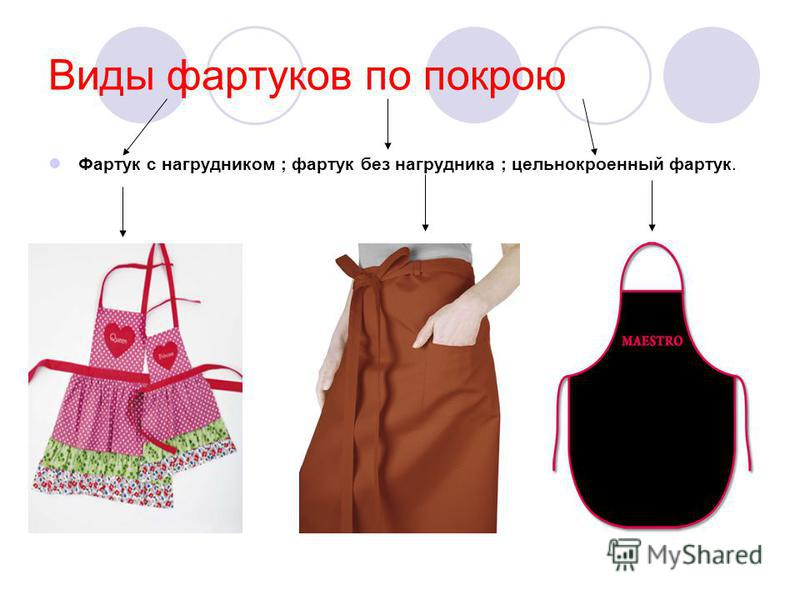 Виды фартуков по покрою
Фартук с нагрудником ; фартук без нагрудника ; цельнокроенный фартук.
Queen
Princess
MAESTRO
MyShared